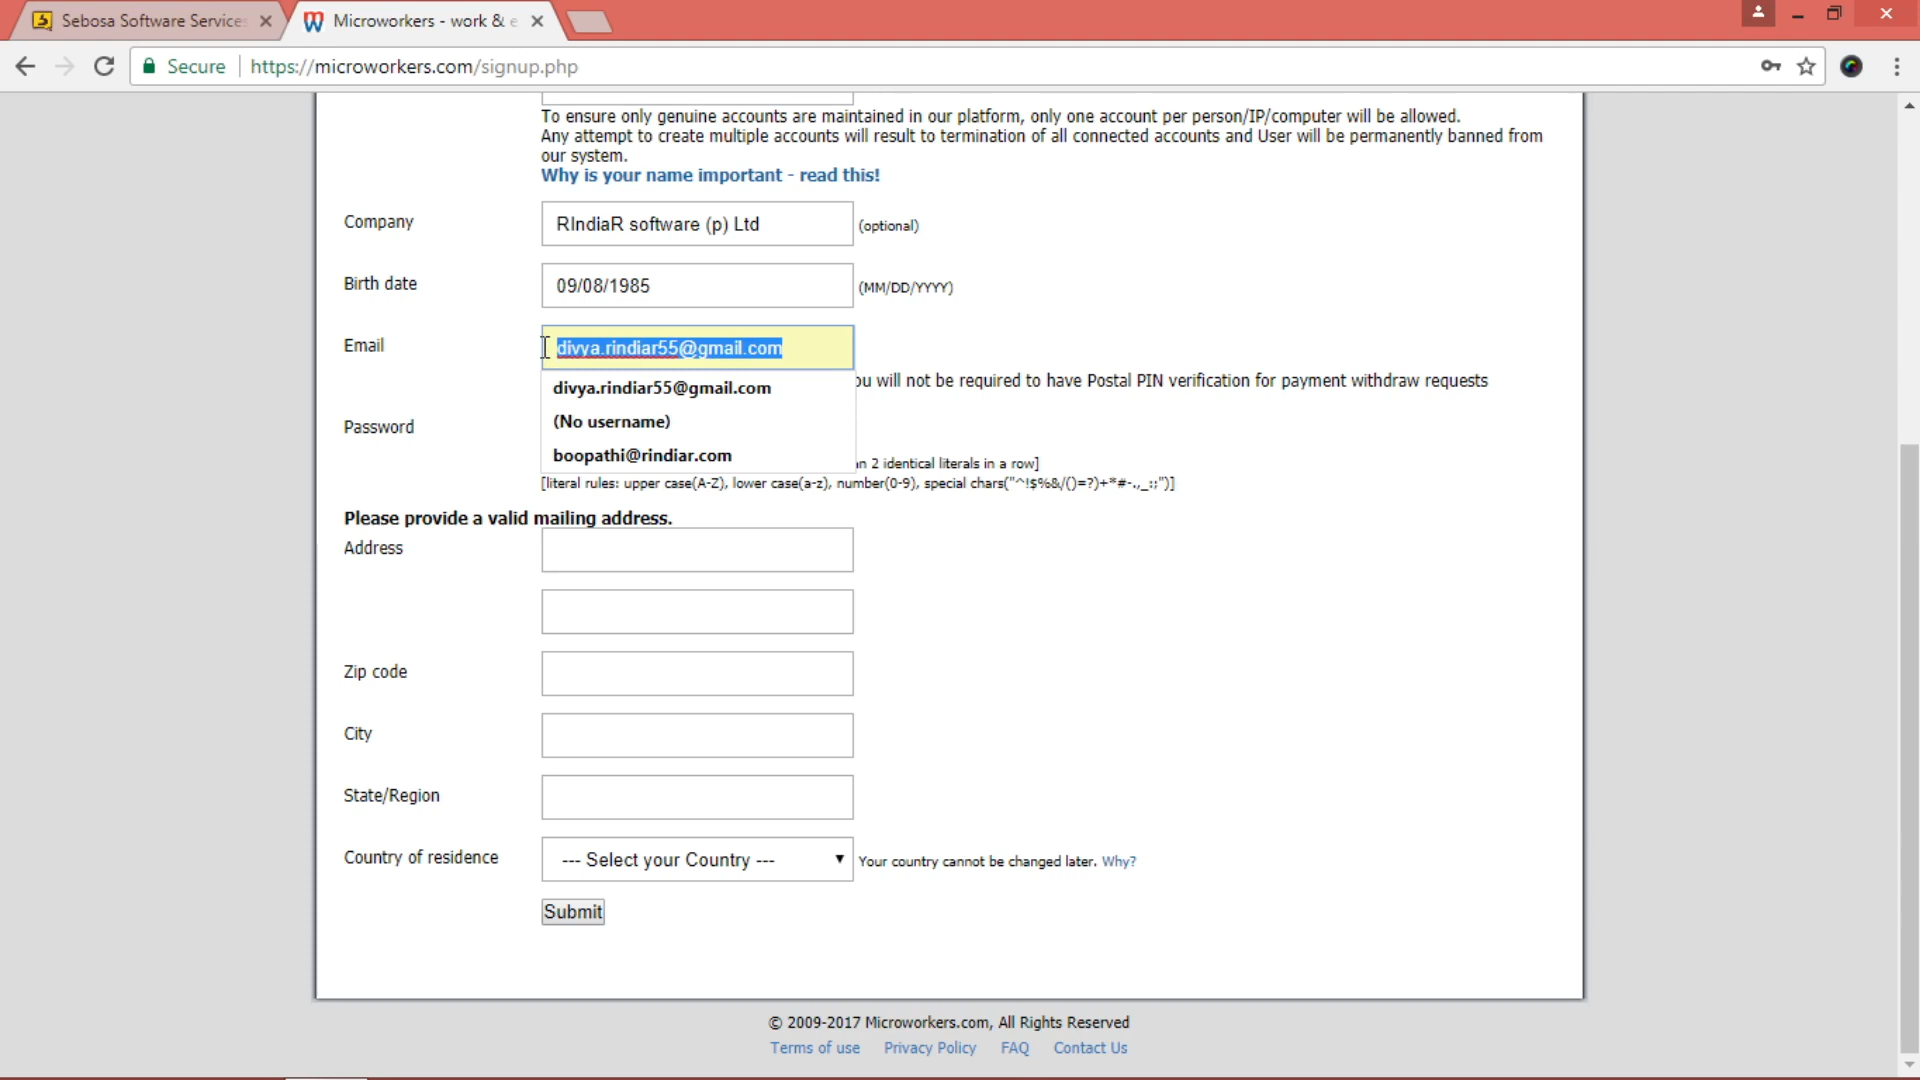 Sebosa Software Services
Microworkers - work & e
Secure
https://microworkers.com/signup.php
To ensure only genuine accounts are maintained in our platform, only one account per person/IP/computer will be allowed.
Any attempt to create multiple accounts will result to termination of all connected accounts and User will be permanently banned from
our system.
Why is your name important - read this!
Company
RIndiaR software (p) Ltd
(optional)
Birth date
09/08/1985
(MM/DD/YYYY)
Email
divya.rindiar55@gmail.com
divya.rindiar55@gmail.com
will not be required to have Postal PIN verification for payment withdraw requests
(No username)
Password
boopathi@rindiar.com
2 identical literals in a row]
[literal rules: upper case(A-Z), lower case(a-z), number(0-9), special chars("^!$%&/()=?)+*#-.,_:;")]
Please provide a valid mailing address.
Address
Zip code
City
State/Region
Country of residence
--- Select your Country ---
Your country cannot be changed later. Why?
Submit
© 2009-2017 Microworkers.com, All Rights Reserved
Terms of use Privacy Policy FAQ Contact Us